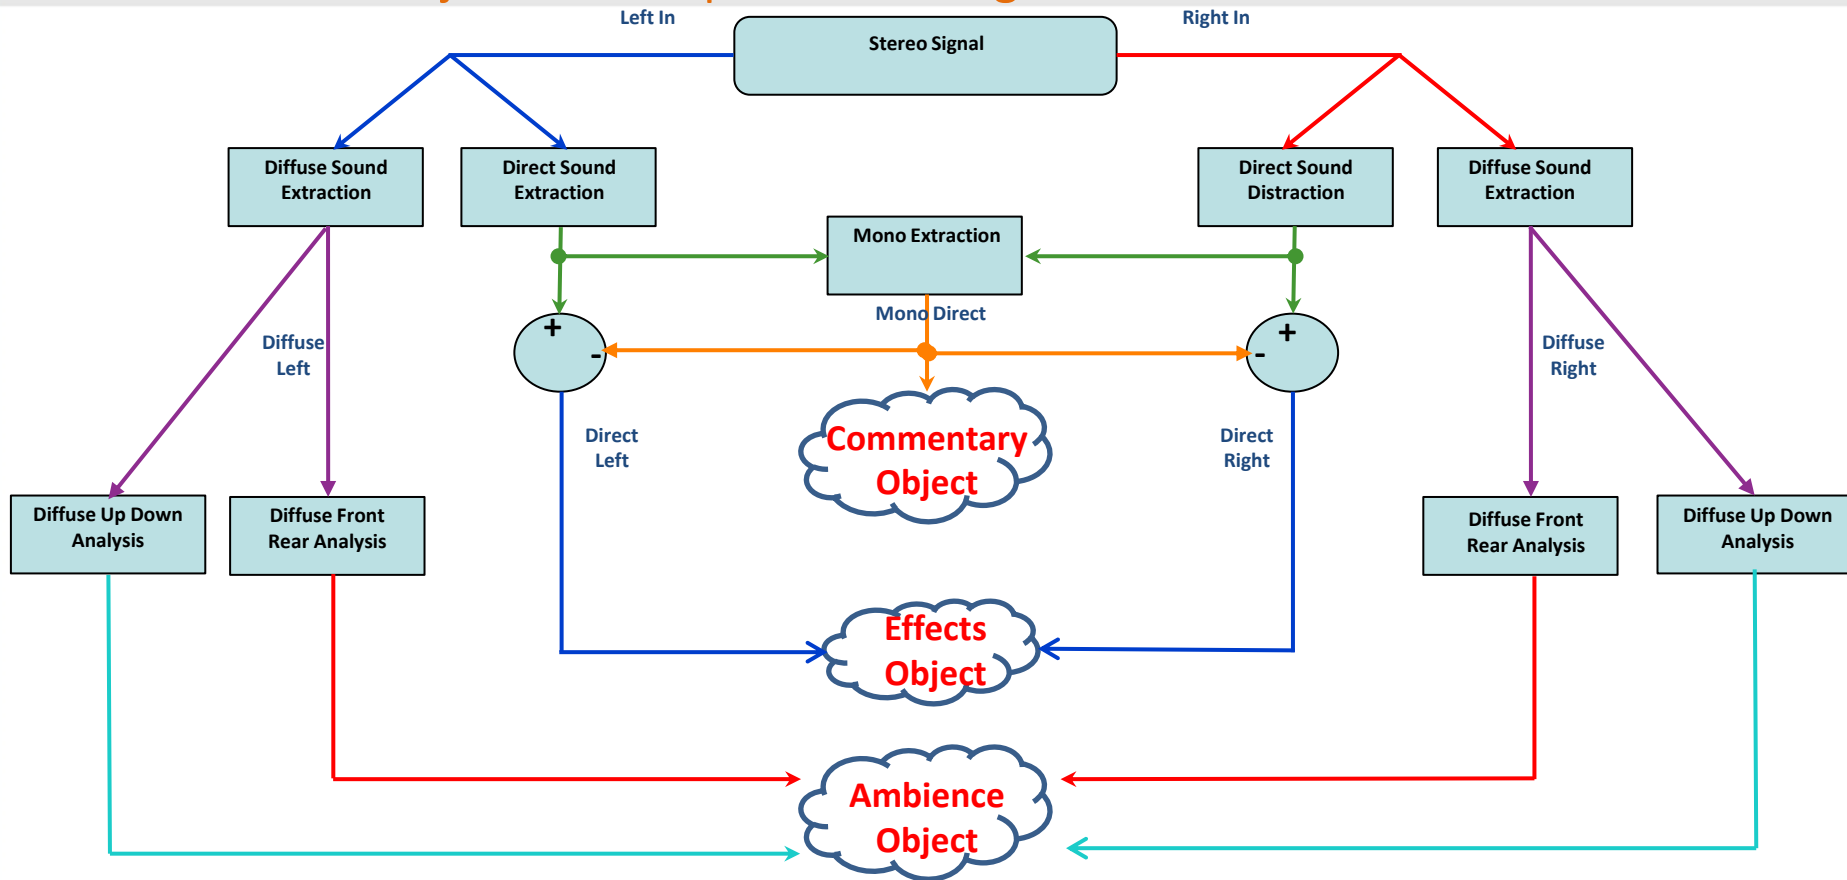 Left In
Right In
Stereo Signal
Diffuse Sound
Extraction
Direct Sound
Extraction
Direct Sound
Distraction
Diffuse Sound
Extraction
Mono Extraction
Mono Direct
+
-
+
-
Diffuse
Left
Diffuse
Right
Direct
Left
Direct
Right
Commentary
Object
Diffuse Up Down
Analysis
Diffuse Front
Rear Analysis
Diffuse Front
Rear Analysis
Diffuse Up Down
Analysis
Effects
Object
Ambience
Object